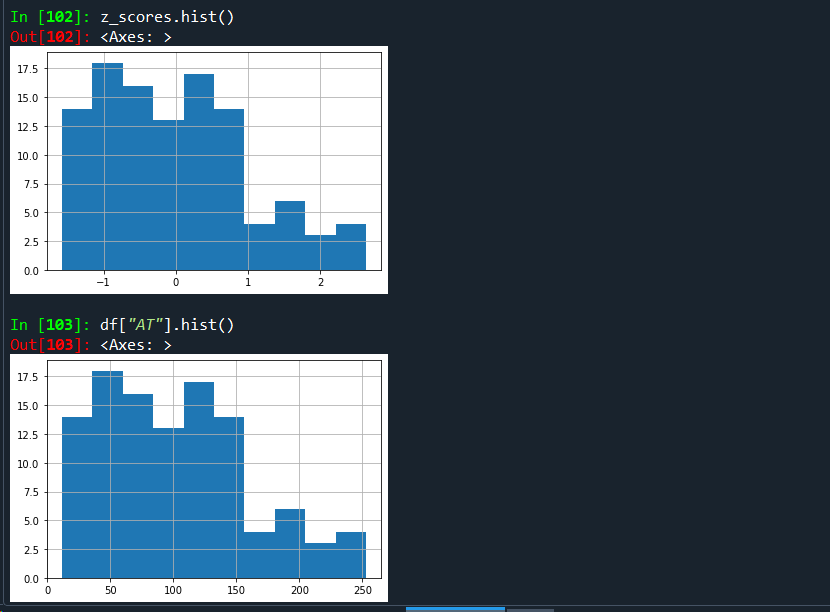 In [102]: z_scores.hist()
Out[102]: <Axes: >
17.5
15.0
12.5
10.0
7.5
5.0
2.5
0.0
−1 0 1 2
In [103]: df["AT"].hist()
Out[103]: <Axes: >
17.5
15.0
12.5
10.0
7.5
5.0
2.5
0.0
0 50 100 150 200 250